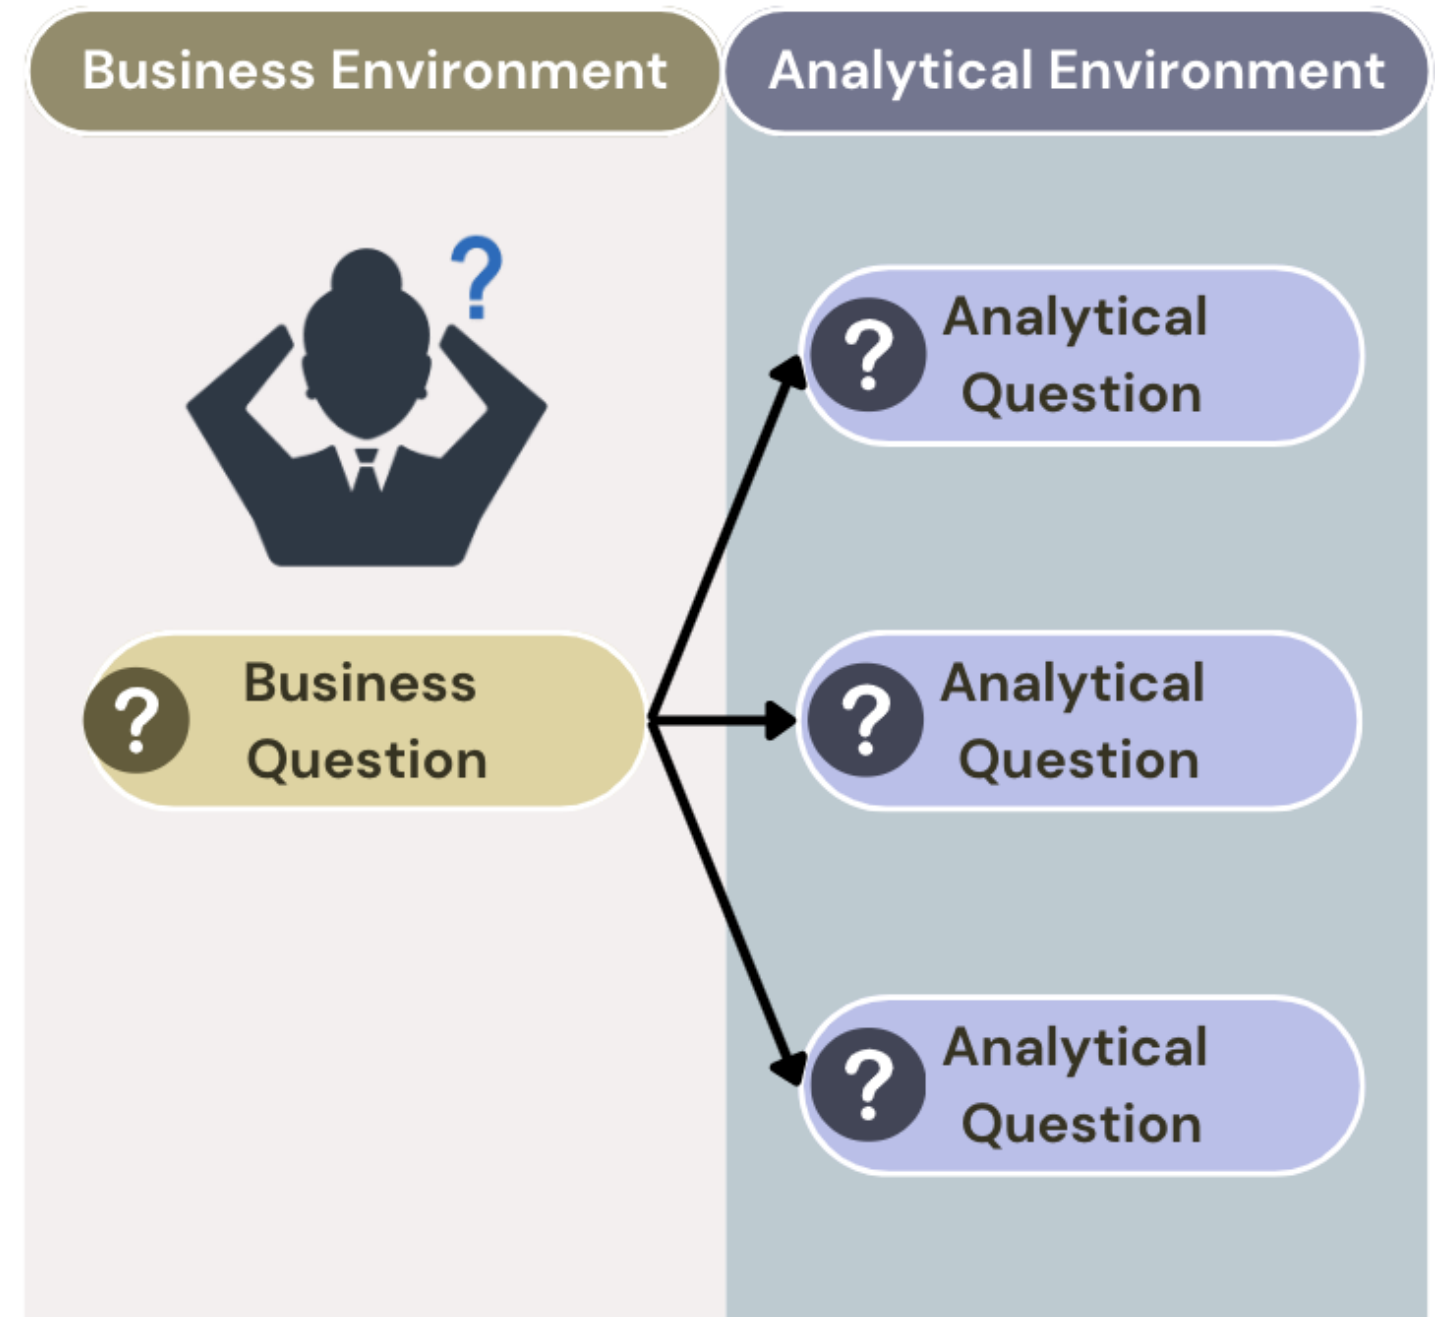 Business Environment
Analytical Environment
?
? Analytical
Question
? Business
Question
? Analytical
Question
? Analytical
Question